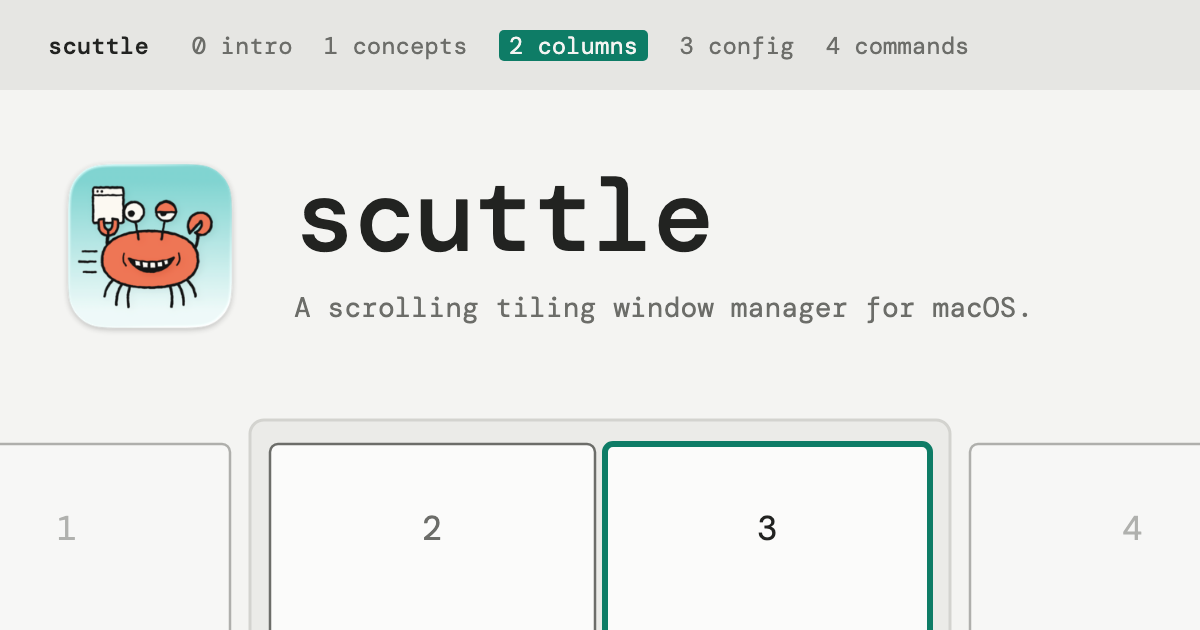 scuttle 0 intro 1 concepts 2 columns 3 config 4 commands
scuttle
A scrolling tiling window manager for macOS.
1 2 3 4